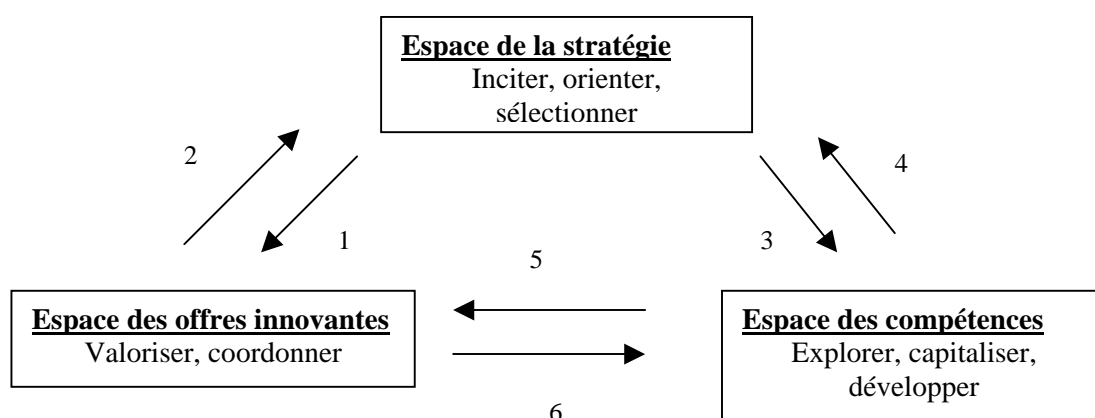 Espace de la stratégie
Inciter, orienter,
sélectionner
2
4
1
3
5
Espace des offres innovantes
Valoriser, coordonner
Espace des compétences
Explorer, capitaliser,
développer
6